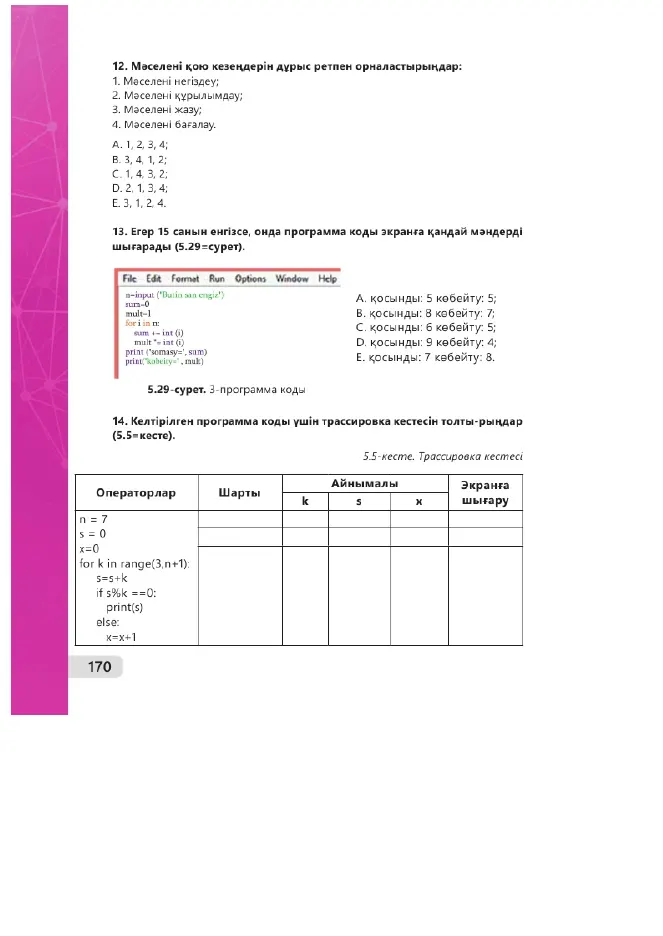 12. Мәселені қою кезеңдерін дұрыс ретпен орналастырыңдар:
1. Мәселені негіздеу;
2. Мәселені құрылымдау;
3. Мәселені жазу;
4. Мәселені бағалау.
A. 1, 2, 3, 4;
B. 3, 4, 1, 2;
C. 1, 4, 3, 2;
D. 2, 1, 3, 4;
E. 3, 1, 2, 4.
13. Егер 15 санын енгізсе, онда программа коды экранға қандай мәндерді
шығарады (5.29=сурет).
File Edit Format Run Options Window Help
n=input ("Butin san engiz")
sum=0
mult=1
for i in n:
sum += int (i)
mult *= int (i)
print ("somasy=", sum)
print("kobeity=" , mult)
A. қосынды: 5 көбейту: 5;
B. қосынды: 8 көбейту: 7;
C. қосынды: 6 көбейту: 5;
D. қосынды: 9 көбейту: 4;
E. қосынды: 7 көбейту: 8.
5.29-сурет. 3-программа коды
14. Келтірілген программа коды үшін трассировка кестесін толты-рыңдар
(5.5=кесте).
5.5-кесте. Трассировка кестесі
Операторлар Шарты Айнымалы Экранға шығару
k s x
n = 7
s = 0
x=0
for k in range(3,n+1):
s=s+k
if s%k ==0:
print(s)
else:
x=x+1
170